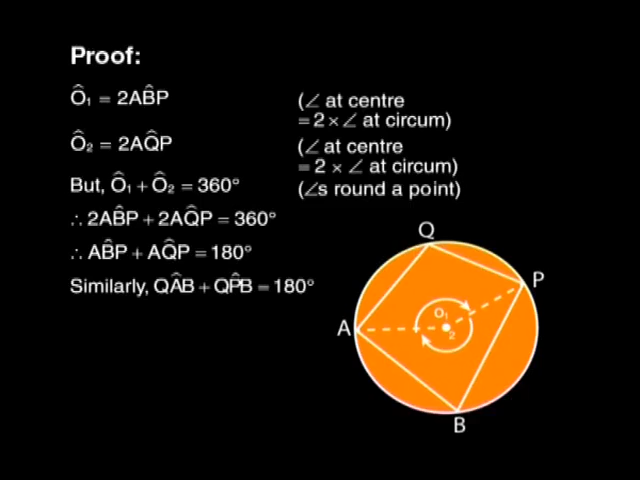 Proof:
Ô₁ = 2AB̂P (∠ at centre
= 2 × ∠ at circum)
Ô₂ = 2AQ̂P (∠ at centre
= 2 × ∠ at circum)
But, Ô₁ + Ô₂ = 360° (∠s round a point)
∴ 2AB̂P + 2AQ̂P = 360°
∴ AB̂P + AQ̂P = 180°
Similarly, QÂB + QP̂B = 180°
Q
P
O₁
A
2
B